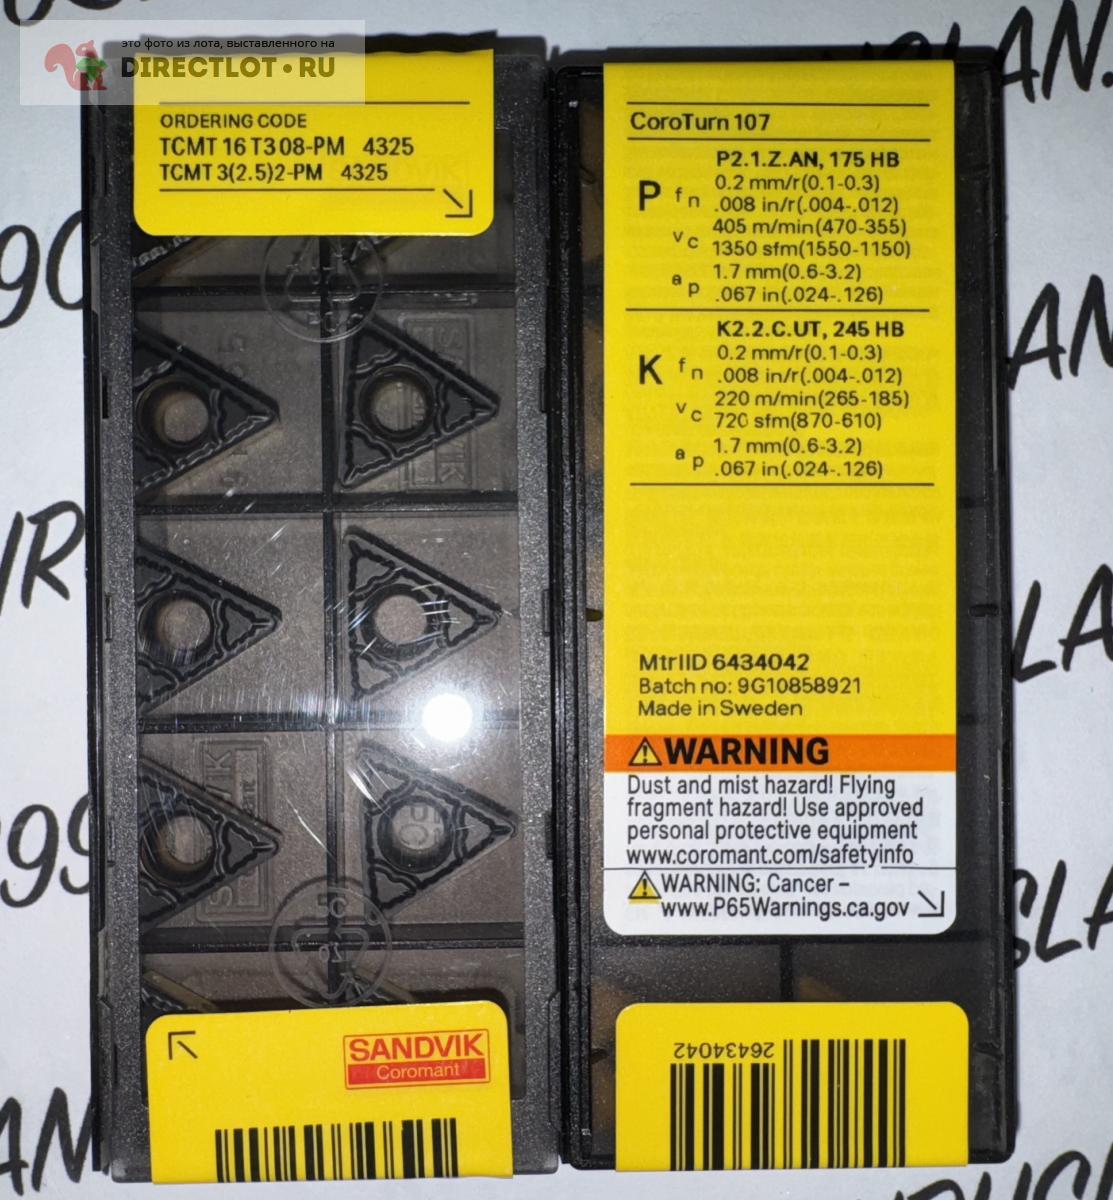 это фото из лота, выставленного на
DIRECTLOT.RU
ORDERING CODE
TCMT 16 T3 08-PM 4325
TCMT 3(2.5)2-PM 4325
SANDVIK
Coromant
CoroTurn 107
P2.1.Z.AN, 175 HB
P fn 0.2 mm/r(0.1-0.3)
.008 in/r(.004-.012)
vc 405 m/min(470-355)
1350 sfm(1550-1150)
ap 1.7 mm(0.6-3.2)
.067 in(.024-.126)
K2.2.C.UT, 245 HB
K fn 0.2 mm/r(0.1-0.3)
.008 in/r(.004-.012)
vc 220 m/min(265-185)
720 sfm(870-610)
ap 1.7 mm(0.6-3.2)
.067 in(.024-.126)
MtrlID 6434042
Batch no: 9G10858921
Made in Sweden
WARNING
Dust and mist hazard! Flying
fragment hazard! Use approved
personal protective equipment
www.coromant.com/safetyinfo
WARNING: Cancer –
www.P65Warnings.ca.gov
26434042